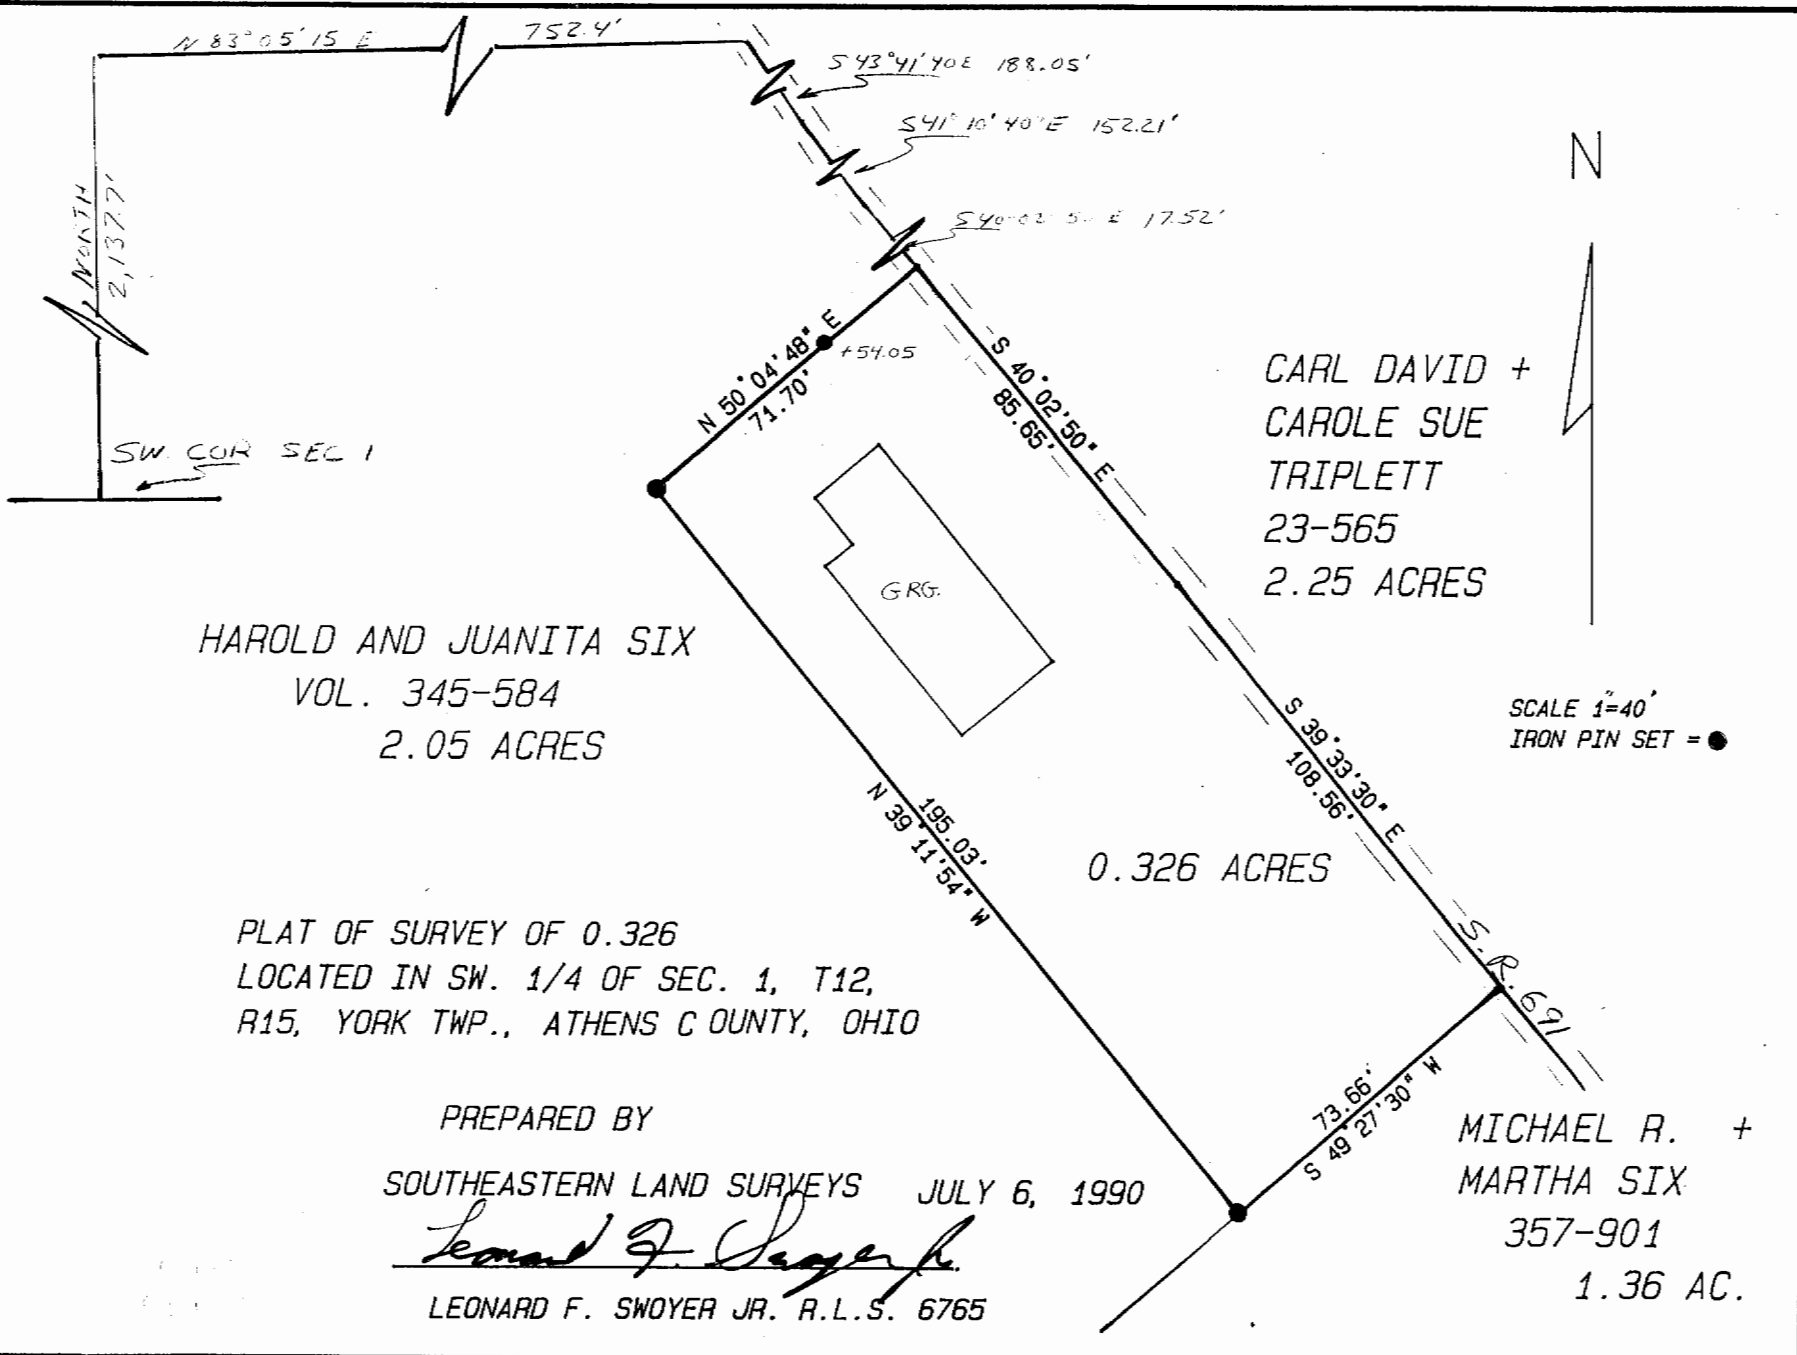 N 83°05'15 E
752.4'
S 43°41'40E 188.05'
S 41° 10' 40" E 152.21'
N
NORTH
2,137.7'
E 17.52'
N 50°04'48" E
71.70'
+54.05
S 40°02'50" E
85.65'
SW. COR SEC 1
CARL DAVID +
CAROLE SUE
TRIPLETT
23-565
2.25 ACRES
GRG.
HAROLD AND JUANITA SIX
VOL. 345-584
2.05 ACRES
SCALE 1"=40'
IRON PIN SET =
S 39°33'30" E
108.56'
195.03'
N 39°11'54" W
0.326 ACRES
S.R. 691
PLAT OF SURVEY OF 0.326
LOCATED IN SW. 1/4 OF SEC. 1, T12,
R15, YORK TWP., ATHENS C OUNTY, OHIO
73.66'
S 49°27'30" W
PREPARED BY
SOUTHEASTERN LAND SURVEYS JULY 6, 1990
Leonard F. Swoyer Jr.
LEONARD F. SWOYER JR. R.L.S. 6765
MICHAEL R. +
MARTHA SIX
357-901
1.36 AC.